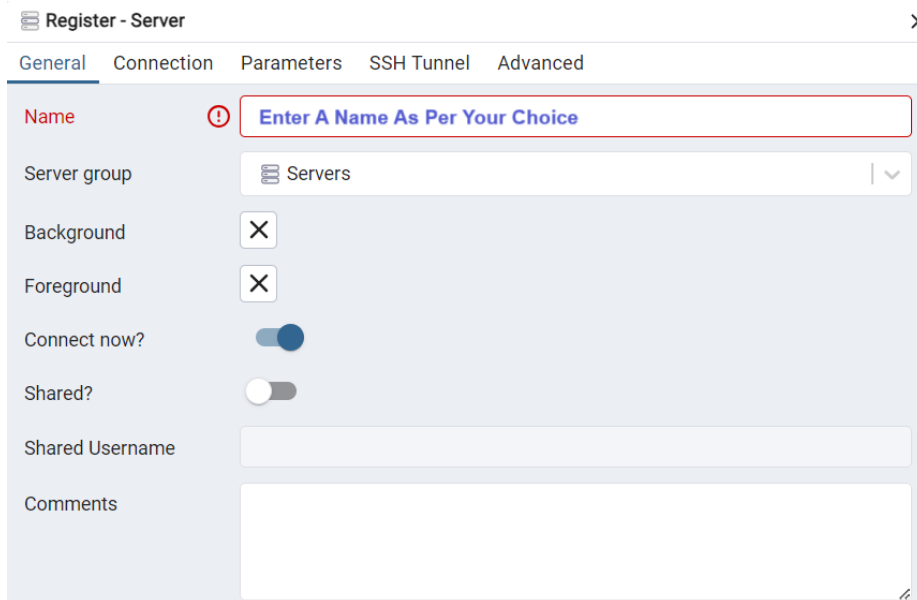 Register - Server
General Connection Parameters SSH Tunnel Advanced
Name Enter A Name As Per Your Choice
Server group Servers
Background
Foreground
Connect now?
Shared?
Shared Username
Comments